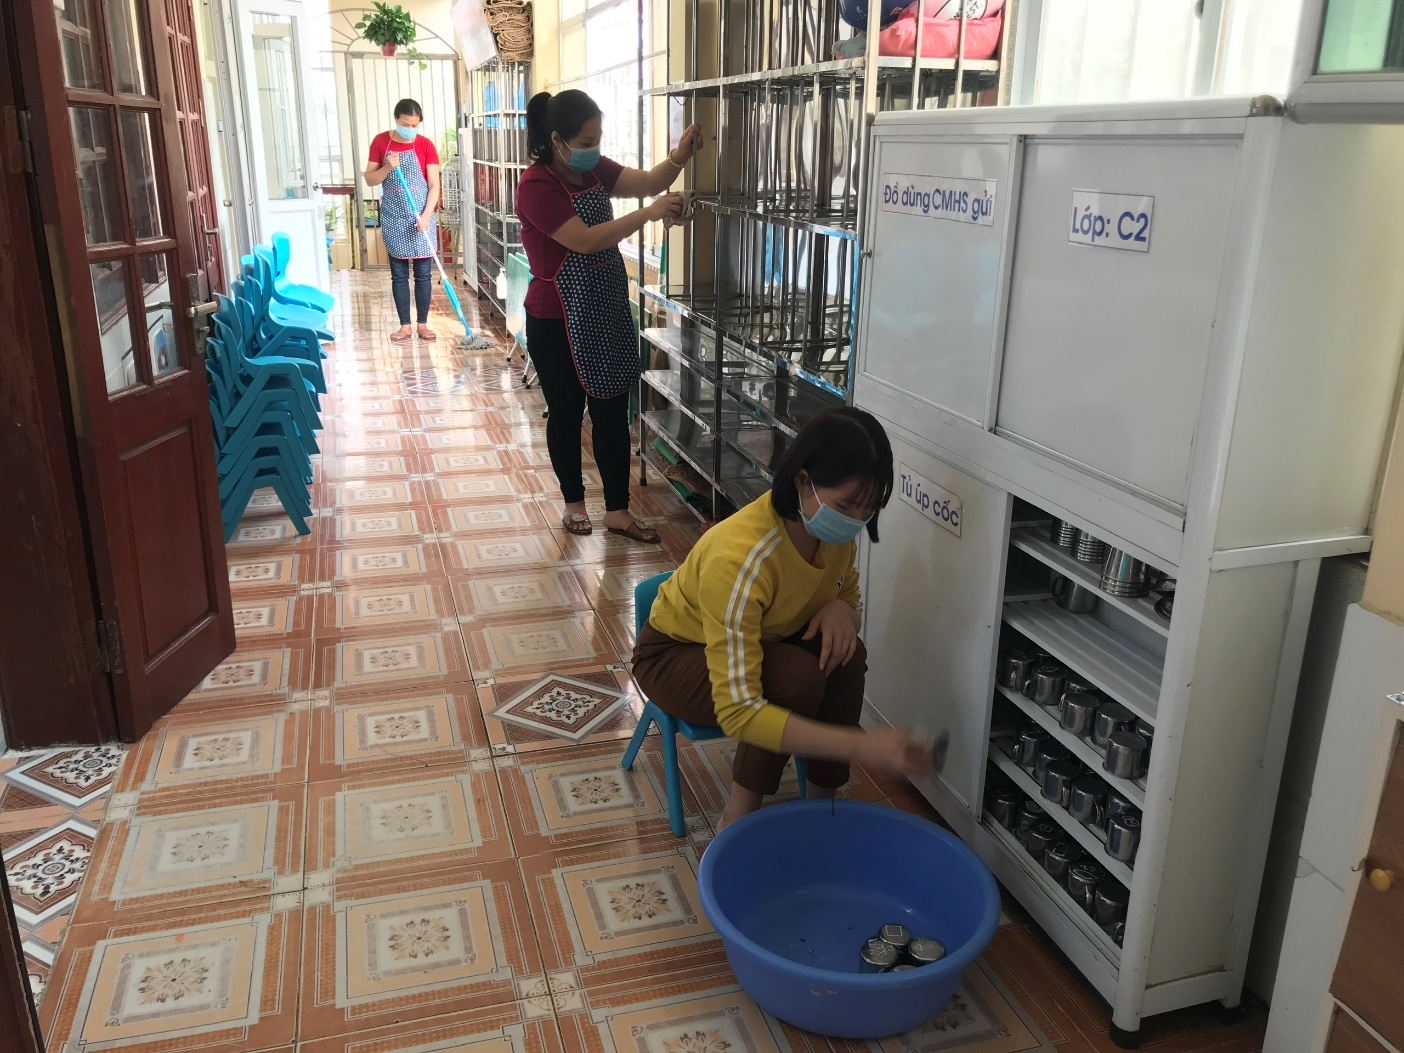 Đồ dùng CMHS gửi
Lớp: C2
Tủ úp cốc